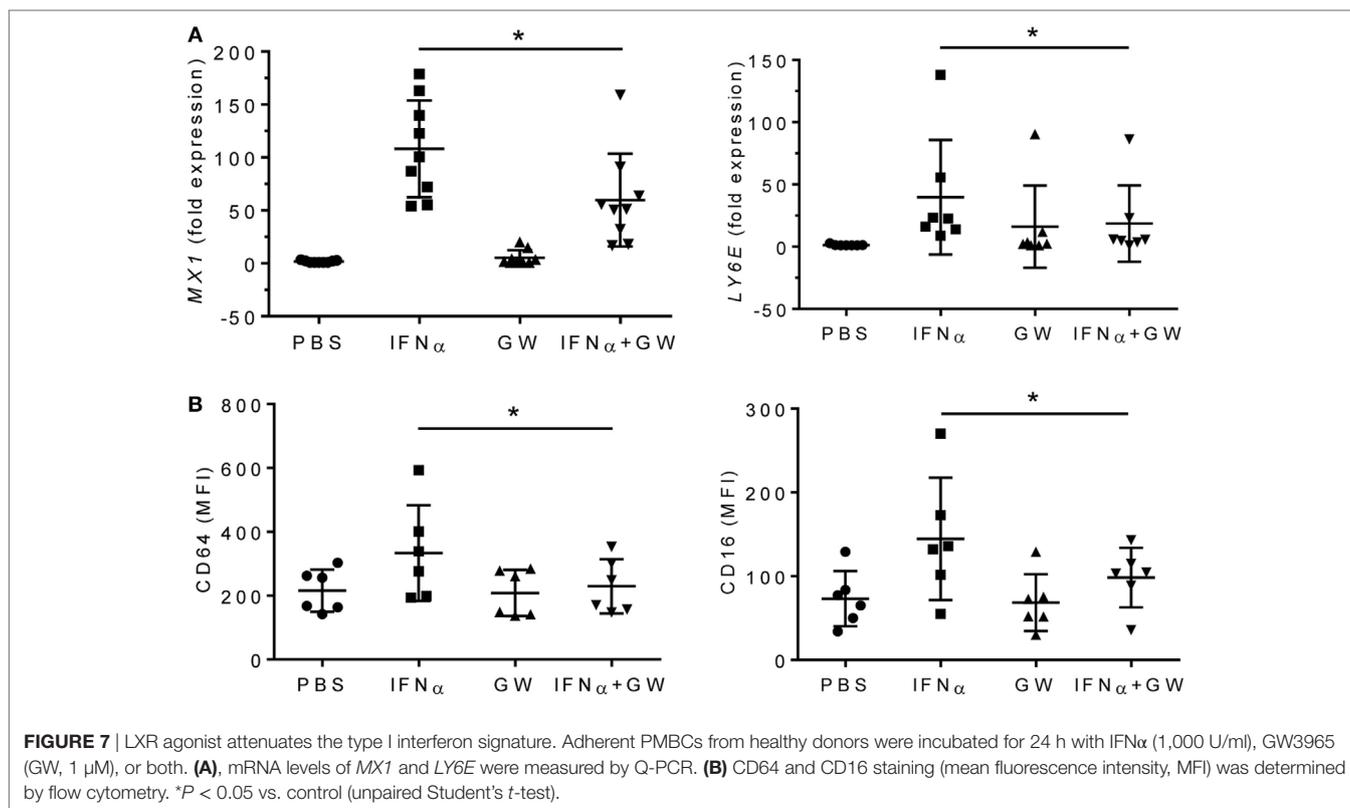 A
MX1 (fold expression)
200
150
100
50
0
-50
*
PBS IFNα GW IFNα+GW
LY6E (fold expression)
150
100
50
0
-50
*
PBS IFNα GW IFNα+GW
B
CD64 (MFI)
800
600
400
200
0
*
PBS IFNα GW IFNα+GW
CD16 (MFI)
300
200
100
0
*
PBS IFNα GW IFNα+GW
FIGURE 7 | LXR agonist attenuates the type I interferon signature. Adherent PMBCs from healthy donors were incubated for 24 h with IFNα (1,000 U/ml), GW3965
(GW, 1 μM), or both. (A), mRNA levels of MX1 and LY6E were measured by Q-PCR. (B) CD64 and CD16 staining (mean fluorescence intensity, MFI) was determined
by flow cytometry. *P < 0.05 vs. control (unpaired Student's t-test).